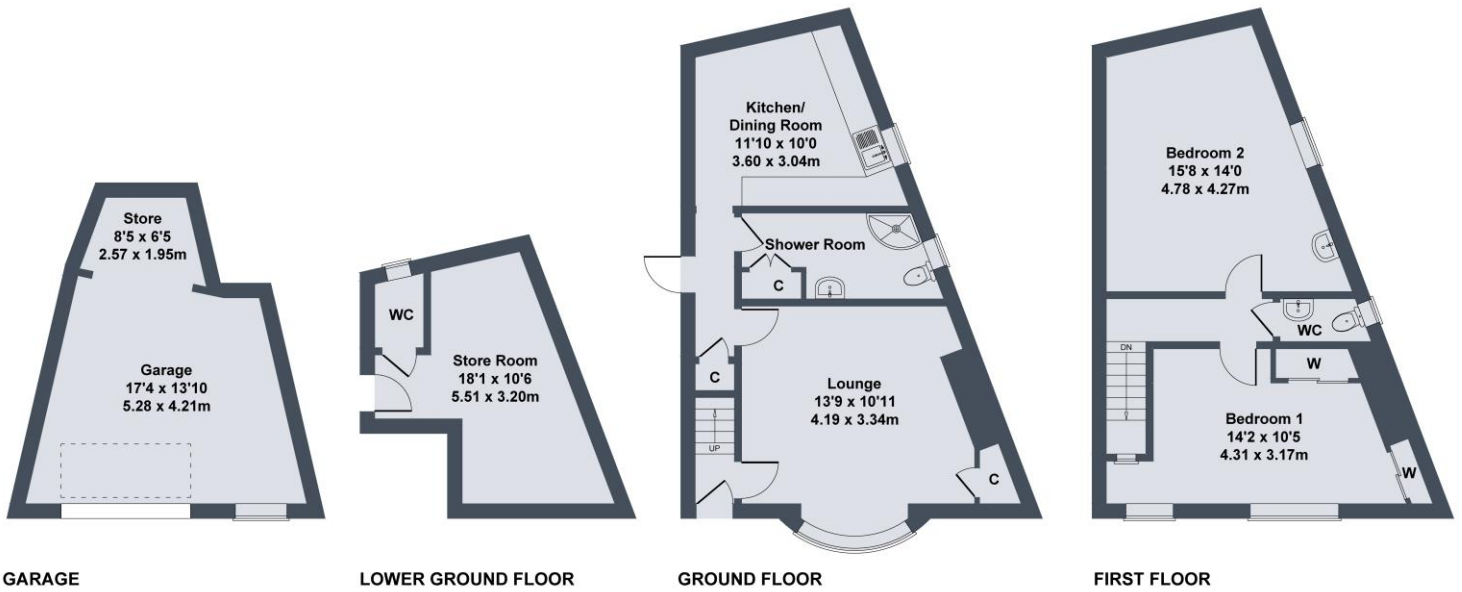 Store
8'5 x 6'5
2.57 x 1.95m
Garage
17'4 x 13'10
5.28 x 4.21m
GARAGE
WC
Store Room
18'1 x 10'6
5.51 x 3.20m
LOWER GROUND FLOOR
Kitchen/
Dining Room
11'10 x 10'0
3.60 x 3.04m
Shower Room
C
C
UP
Lounge
13'9 x 10'11
4.19 x 3.34m
C
GROUND FLOOR
Bedroom 2
15'8 x 14'0
4.78 x 4.27m
WC
DN
W
Bedroom 1
14'2 x 10'5
4.31 x 3.17m
W
FIRST FLOOR